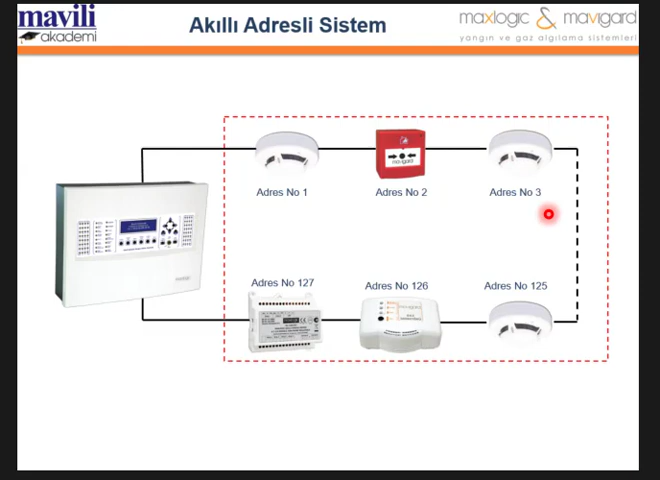 mavili
akademi
Akıllı Adresli Sistem
maxlogic & mavigard
yangın ve gaz algılama sistemleri
Adres No 1
Adres No 2
Adres No 3
Adres No 127
Adres No 126
Adres No 125